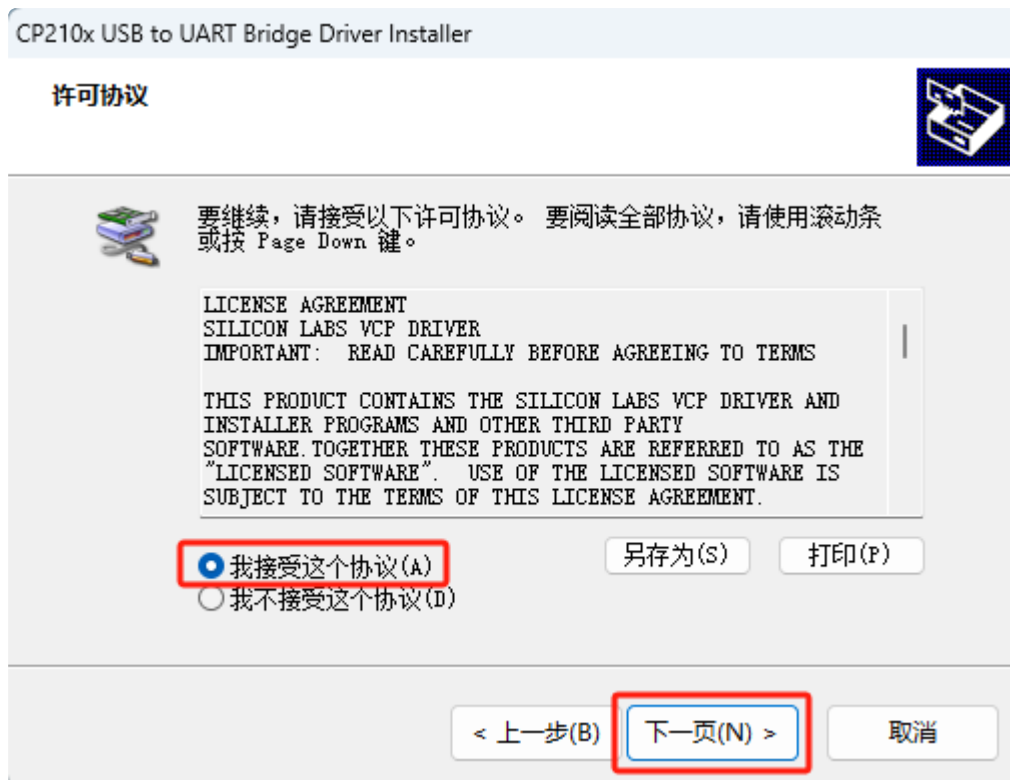 CP210x USB to UART Bridge Driver Installer
许可协议
要继续，请接受以下许可协议。 要阅读全部协议，请使用滚动条
或按 Page Down 键。
LICENSE AGREEMENT
SILICON LABS VCP DRIVER
IMPORTANT:  READ CAREFULLY BEFORE AGREEING TO TERMS
THIS PRODUCT CONTAINS THE SILICON LABS VCP DRIVER AND
INSTALLER PROGRAMS AND OTHER THIRD PARTY
SOFTWARE.TOGETHER THESE PRODUCTS ARE REFERRED TO AS THE
"LICENSED SOFTWARE".  USE OF THE LICENSED SOFTWARE IS
SUBJECT TO THE TERMS OF THIS LICENSE AGREEMENT.
我接受这个协议(A)
另存为(S)
打印(P)
我不接受这个协议(D)
< 上一步(B)
下一页(N) >
取消